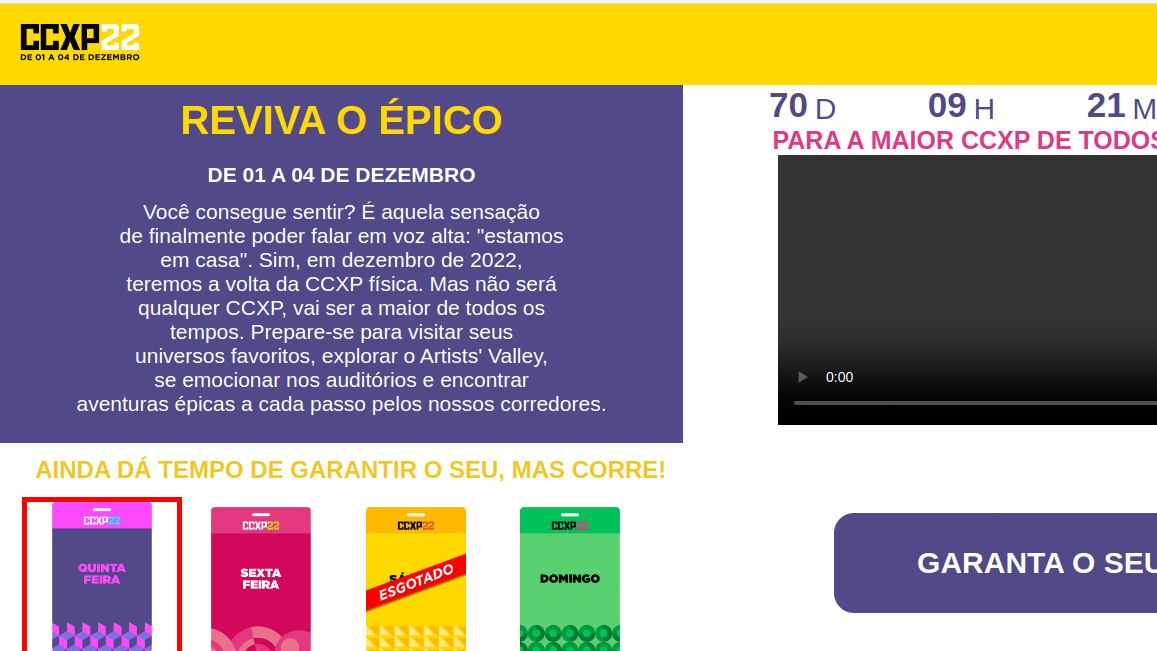 CCXP22
DE 01 A 04 DE DEZEMBRO
REVIVA O ÉPICO
DE 01 A 04 DE DEZEMBRO
Você consegue sentir? É aquela sensação
de finalmente poder falar em voz alta: "estamos
em casa". Sim, em dezembro de 2022,
teremos a volta da CCXP física. Mas não será
qualquer CCXP, vai ser a maior de todos os
tempos. Prepare-se para visitar seus
universos favoritos, explorar o Artists' Valley,
se emocionar nos auditórios e encontrar
aventuras épicas a cada passo pelos nossos corredores.
70 D 09 H 21 M
PARA A MAIOR CCXP DE TODOS
0:00
AINDA DÁ TEMPO DE GARANTIR O SEU, MAS CORRE!
CCXP22
QUINTA
FEIRA
CCXP22
SEXTA
FEIRA
CCXP22
ESGOTADO
CCXP22
DOMINGO
GARANTA O SEU